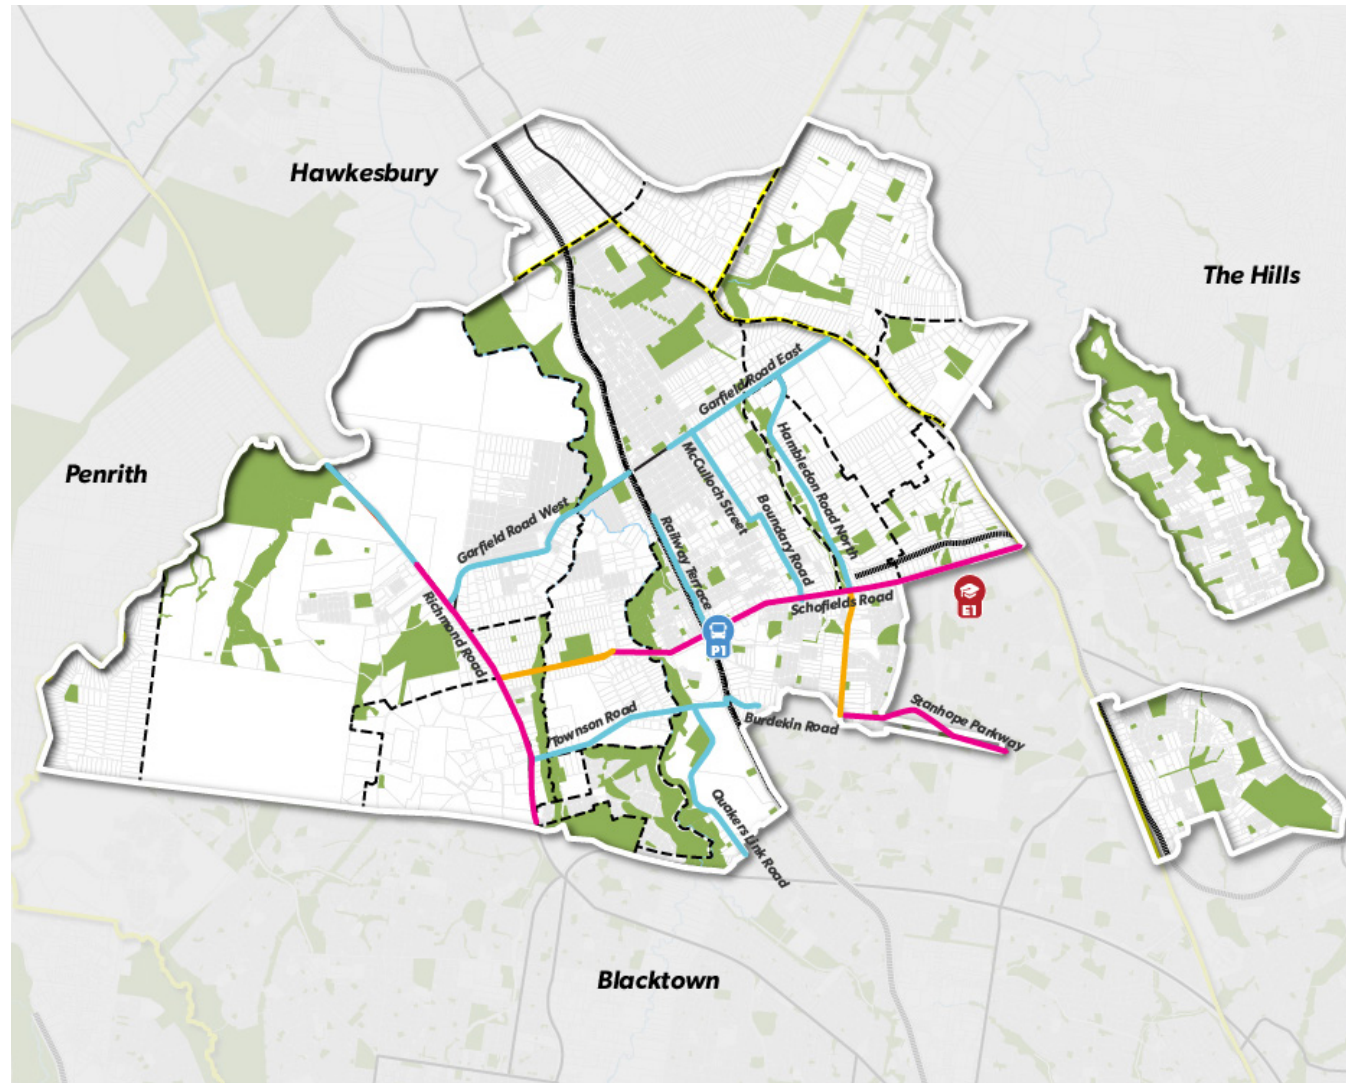 Hawkesbury
The Hills
Penrith
Garfield Road East
McCulloch Street
Hambledon Road North
Boundary Road
Garfield Road West
Railway Terrace
Richmond Road
Schofields Road
E1
P1
Townson Road
Burdekin Road
Stanhope Parkway
Quakers Link Road
Blacktown